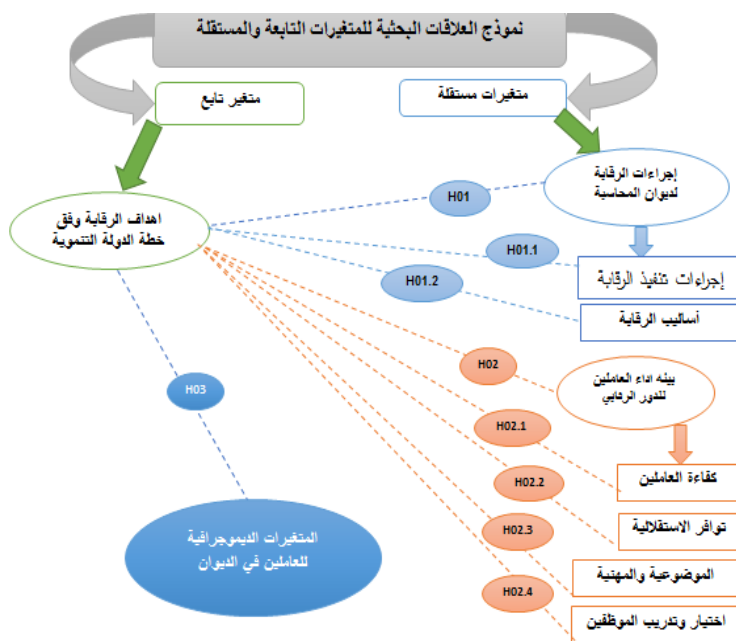 نموذج العلاقات البحثية للمتغيرات التابعة والمستقلة
متغيرات مستقلة
متغير تابع
إجراءات الرقابة
لديوان المحاسبة
H01
اهداف الرقابة وفق
خطة الدولة التنموية
H01.1
إجراءات تنفيذ الرقابة
H01.2
أساليب الرقابة
H02
بيئه اداء العاملين
للدور الرقابي
H03
H02.1
كفاءة العاملين
H02.2
توافر الاستقلالية
H02.3
المتغيرات الديموجرافية
للعاملين في الديوان
الموضوعية والمهنية
H02.4
اختيار وتدريب الموظفين